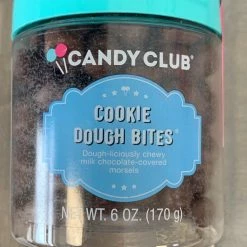 CANDY CLUB®
COOKIE
DOUGH BITES®
Dough-liciously chewy
milk chocolate-covered
morsels
NET WT. 6 OZ. (170 g)